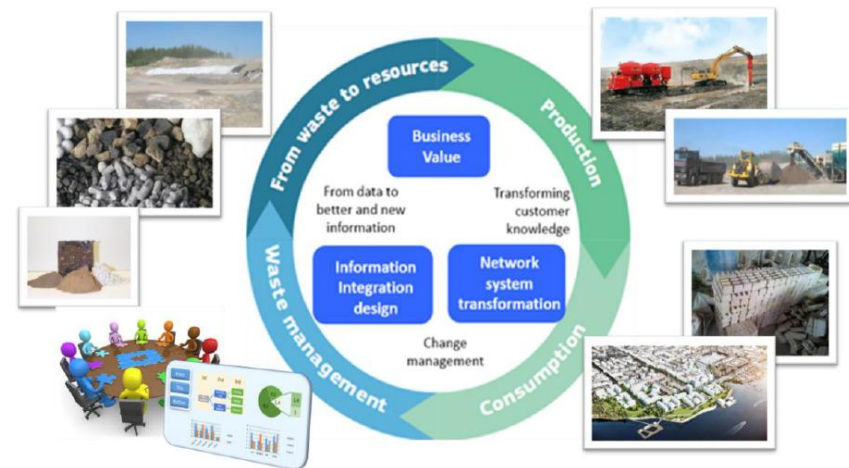 From waste to resources
Production
Business
Value
From data to
better and new
information
Transforming
customer
knowledge
Information
Integration
design
Network
system
transformation
Change
management
Waste management
Consumption